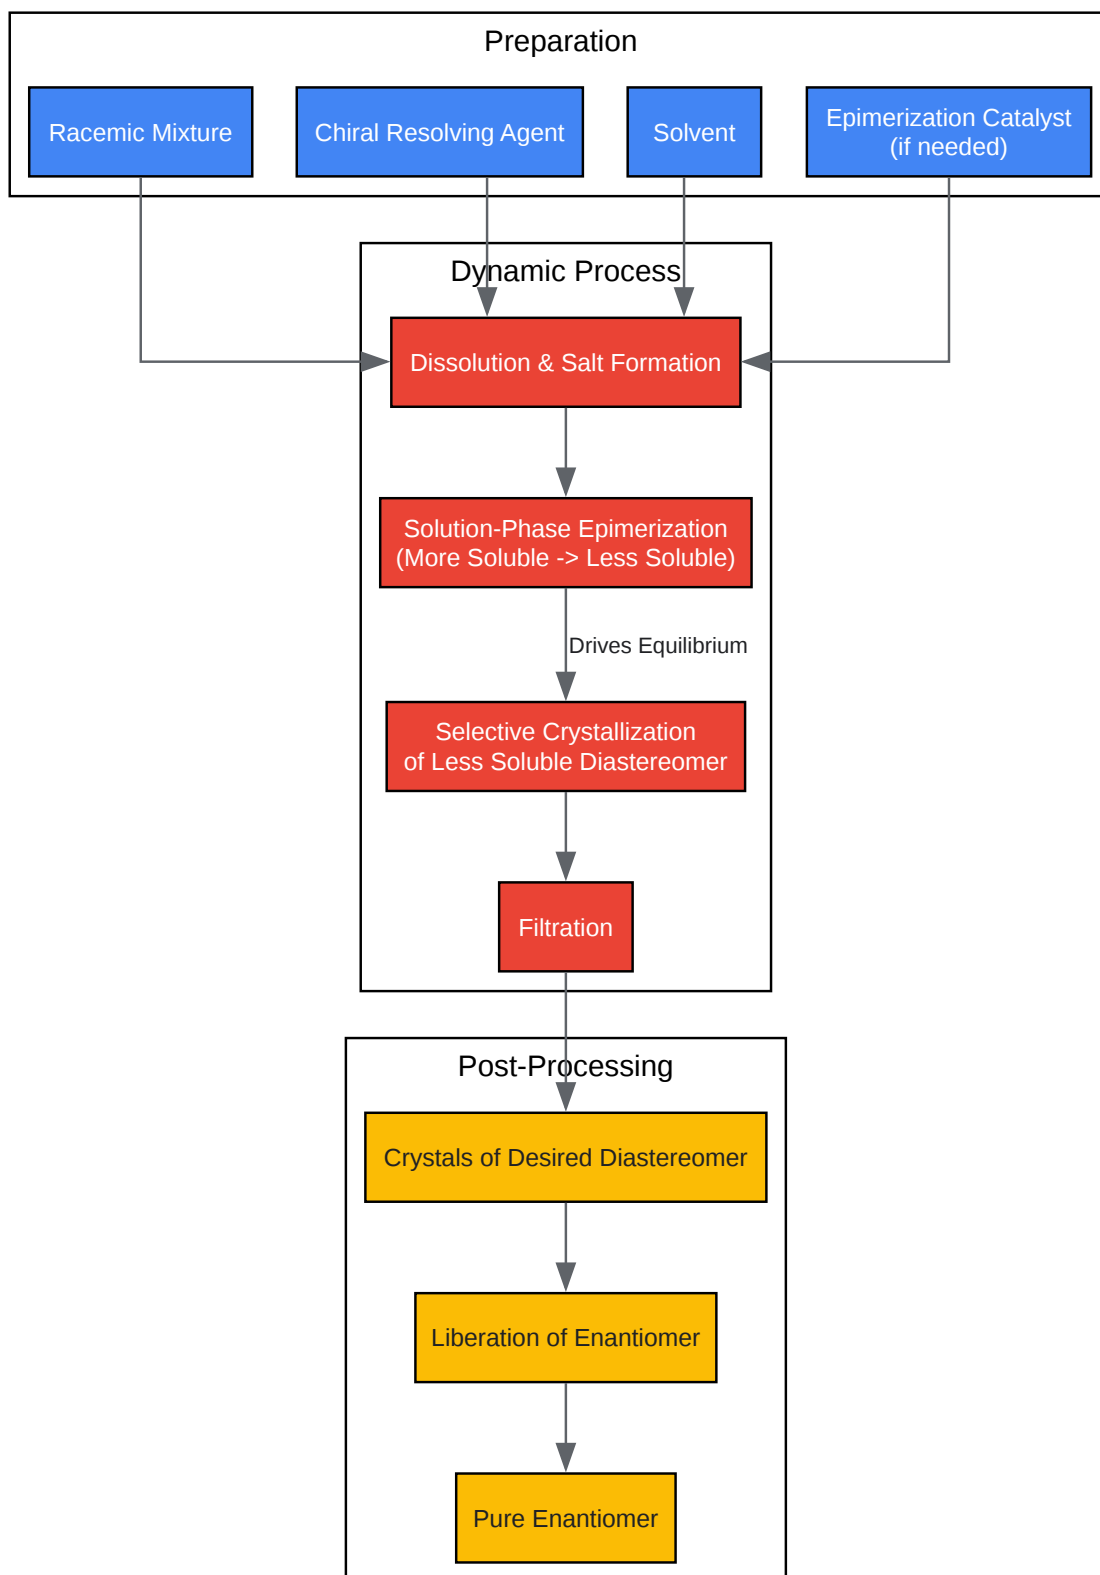 Preparation
Racemic Mixture
Chiral Resolving Agent
Solvent
Epimerization Catalyst
(if needed)
Dynamic Process
Dissolution & Salt Formation
Solution-Phase Epimerization
(More Soluble -> Less Soluble)
Drives Equilibrium
Selective Crystallization
of Less Soluble Diastereomer
Filtration
Post-Processing
Crystals of Desired Diastereomer
Liberation of Enantiomer
Pure Enantiomer